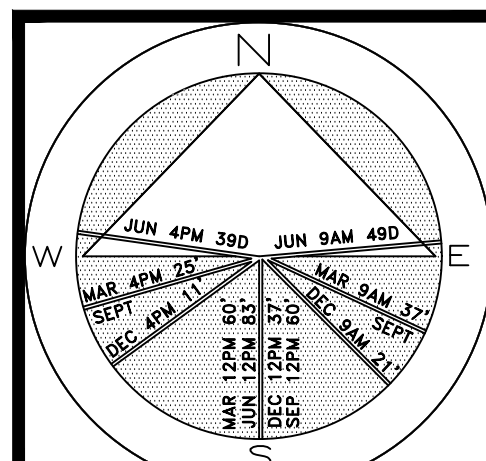 N
JUN 4PM 39D
JUN 9AM 49D
W
E
MAR 4PM 25'
SEPT
DEC 4PM 11'
MAR 9AM 37'
SEPT
DEC 9AM 21'
MAR 12PM 60'
JUN 12PM 83'
DEC 12PM 37'
SEP 12PM 60'
S